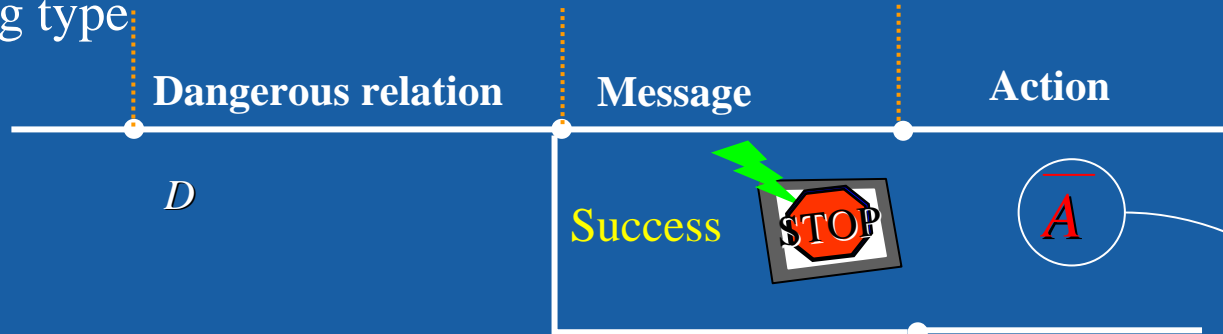 g type
Dangerous relation
Message
Action
D
Success
STOP
A